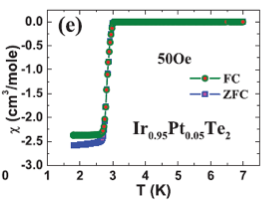 (e)
50Oe
FC
ZFC
Ir0.95Pt0.05Te2
χ (cm3/mole)
0.0
-0.5
-1.0
-1.5
-2.0
-2.5
-3.0
0 1 2 3 4 5 6 7
T (K)